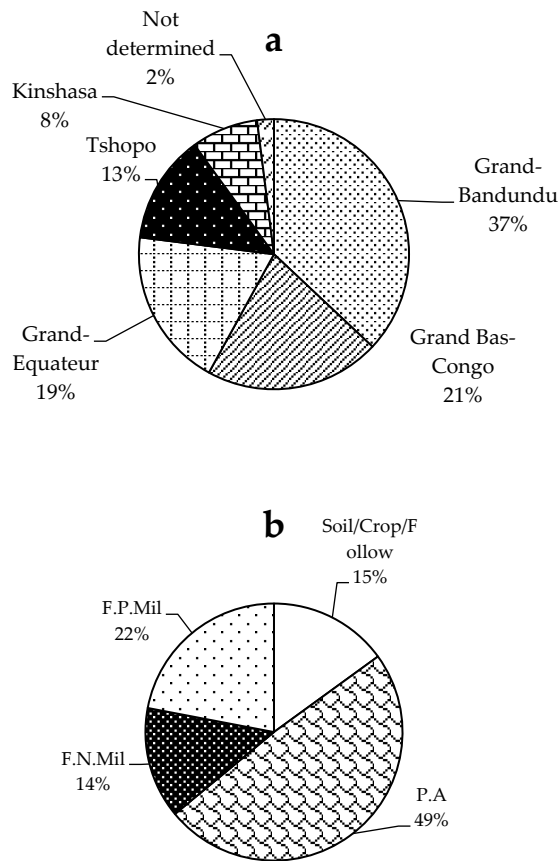 a
Not
determined
2%
Kinshasa
8%
Tshopo
13%
Grand-
Bandundu
37%
Grand-
Equateur
19%
Grand Bas-
Congo
21%
b
Soil/Crop/F
ollow
15%
F.P.Mil
22%
F.N.Mil
14%
P.A
49%